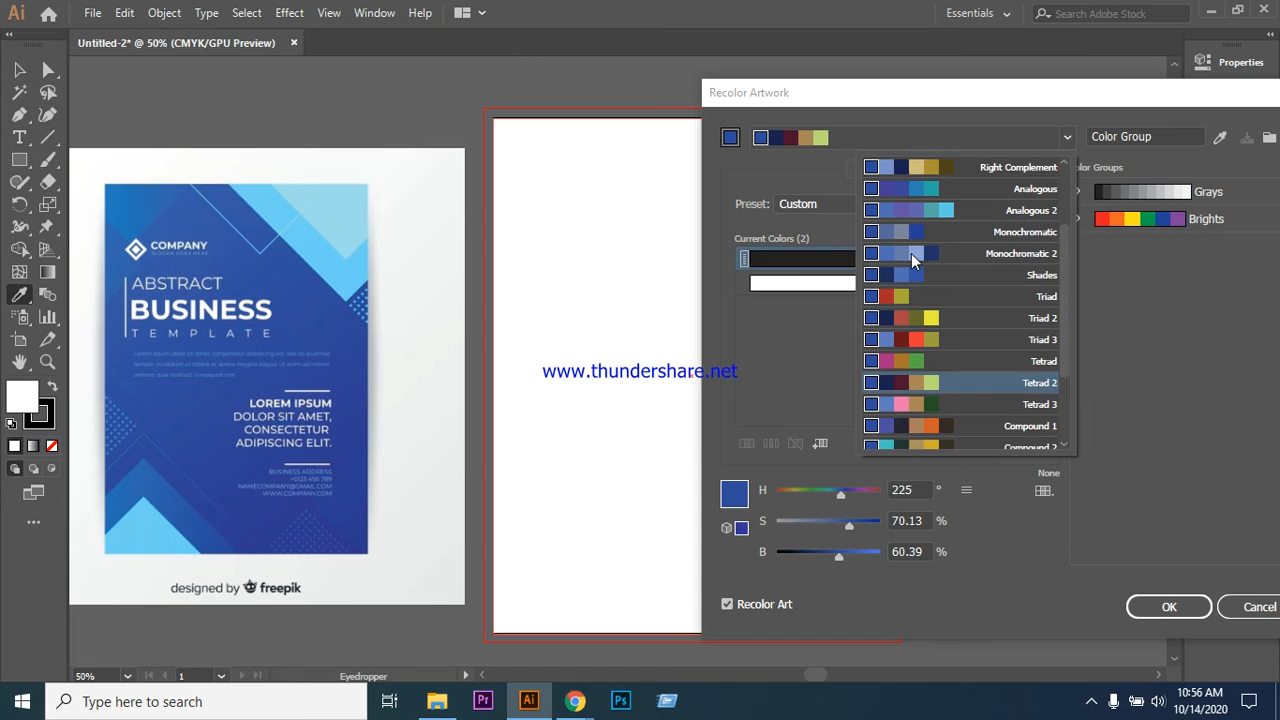 Ai
File
Edit
Object
Type
Select
Effect
View
Window
Help
Essentials
Search Adobe Stock
Untitled-2* @ 50% (CMYK/GPU Preview)
×
Properties
Recolor Artwork
Color Group
Preset: Custom
Current Colors (2)
Right Complement
Analogous
Analogous 2
Monochromatic
Monochromatic 2
Shades
Triad
Triad 2
Triad 3
Tetrad
Tetrad 2
Tetrad 3
Compound 1
Compound 2
Color Groups
Grays
Brights
None
H 225 °
S 70.13 %
B 60.39 %
Recolor Art
OK
Cancel
COMPANY
ABSTRACT
BUSINESS
TEMPLATE
LOREM IPSUM
DOLOR SIT AMET,
CONSECTETUR
ADIPISCING ELIT.
BUSINESS ADDRESS
+0123 456 789
NAMECOMPANY@GMAIL.COM
WWW.COMPANY.COM
designed by freepik
www.thundershare.net
50%
1
Eyedropper
Type here to search
Pr
Ai
Ps
10:56 AM
10/14/2020